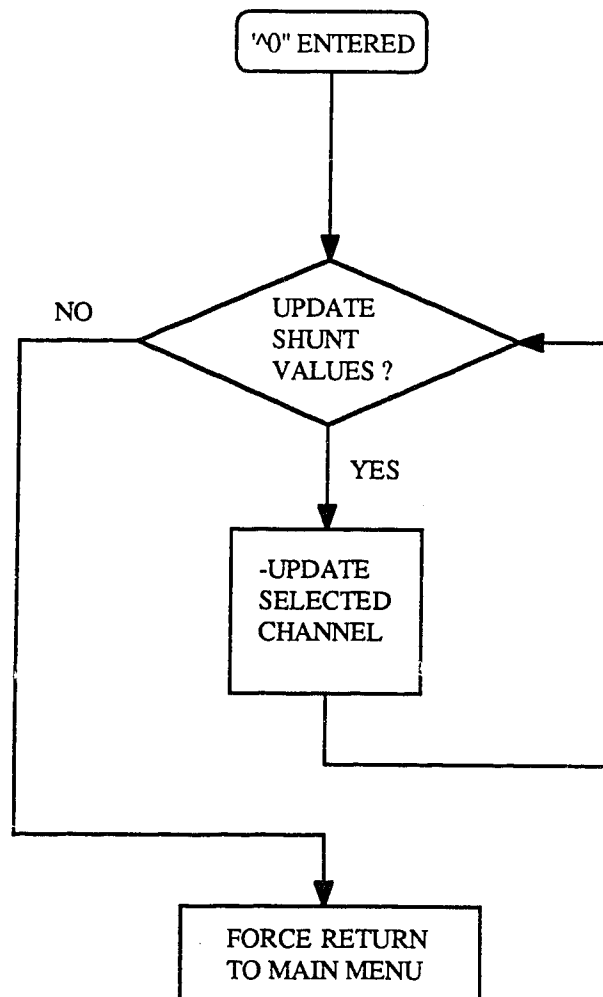 '^0" ENTERED
UPDATE
SHUNT
VALUES ?
NO
YES
-UPDATE
SELECTED
CHANNEL
FORCE RETURN
TO MAIN MENU